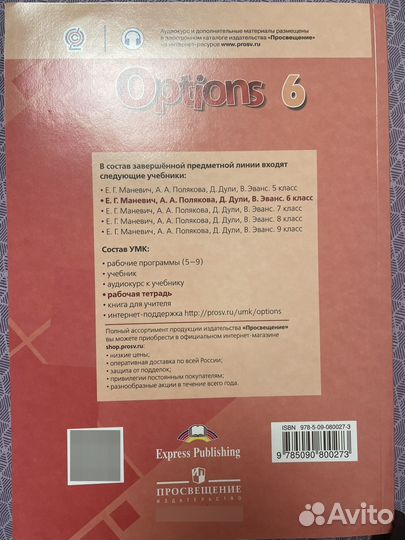 Аудиокурс и дополнительные материалы размещены
в электронном каталоге издательства «Просвещение»
на интернет-ресурсе www.prosv.ru
Options 6
В состав завершённой предметной линии входят
следующие учебники:
• Е. Г. Маневич, А. А. Полякова, Д. Дули, В. Эванс. 5 класс
• Е. Г. Маневич, А. А. Полякова, Д. Дули, В. Эванс. 6 класс
• Е. Г. Маневич, А. А. Полякова, Д. Дули, В. Эванс. 7 класс
• Е. Г. Маневич, А. А. Полякова, Д. Дули, В. Эванс. 8 класс
• Е. Г. Маневич, А. А. Полякова, Д. Дули, В. Эванс. 9 класс
Состав УМК:
• рабочие программы (5–9)
• учебник
• аудиокурс к учебнику
• рабочая тетрадь
• книга для учителя
• интернет-поддержка http://prosv.ru/umk/options
Полный ассортимент продукции издательства «Просвещение»
вы можете приобрести в официальном интернет-магазине
shop.prosv.ru:
• низкие цены;
• оперативная доставка по всей России;
• защита от подделок;
• привилегии постоянным покупателям;
• разнообразные акции в течение всего года.
Express Publishing
ПРОСВЕЩЕНИЕ
ИЗДАТЕЛЬСТВО
ISBN 978-5-09-080027-3
9 785090 800273
Avito